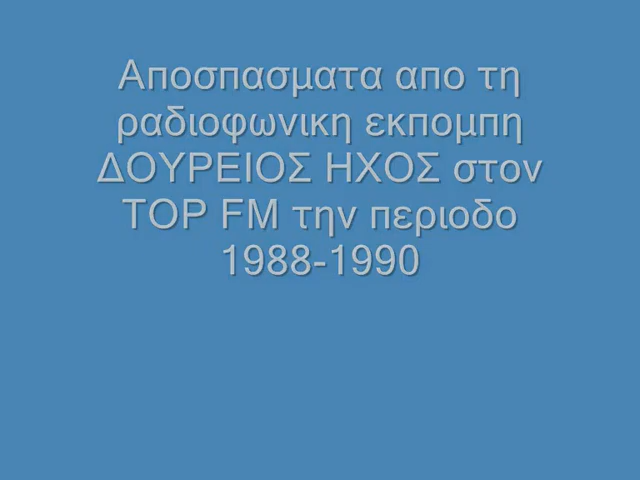 Αποσπασματα απο τη
ραδιοφωνικη εκπομπη
ΔΟΥΡΕΙΟΣ ΗΧΟΣ στον
TOP FM την περιοδο
1988-1990